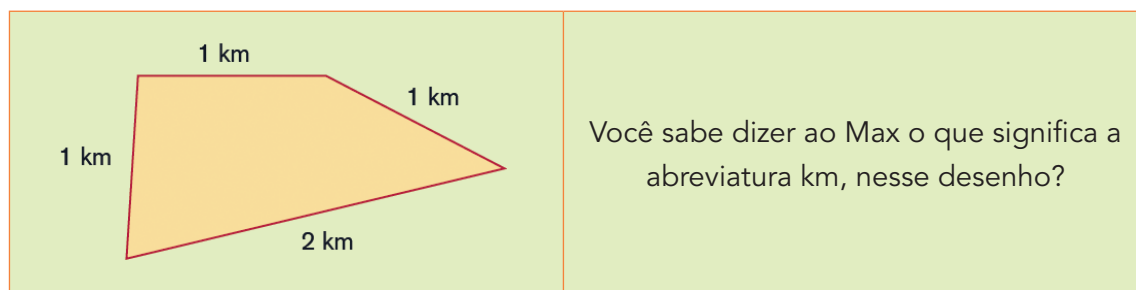 1 km
1 km
1 km
2 km
Você sabe dizer ao Max o que significa a
abreviatura km, nesse desenho?